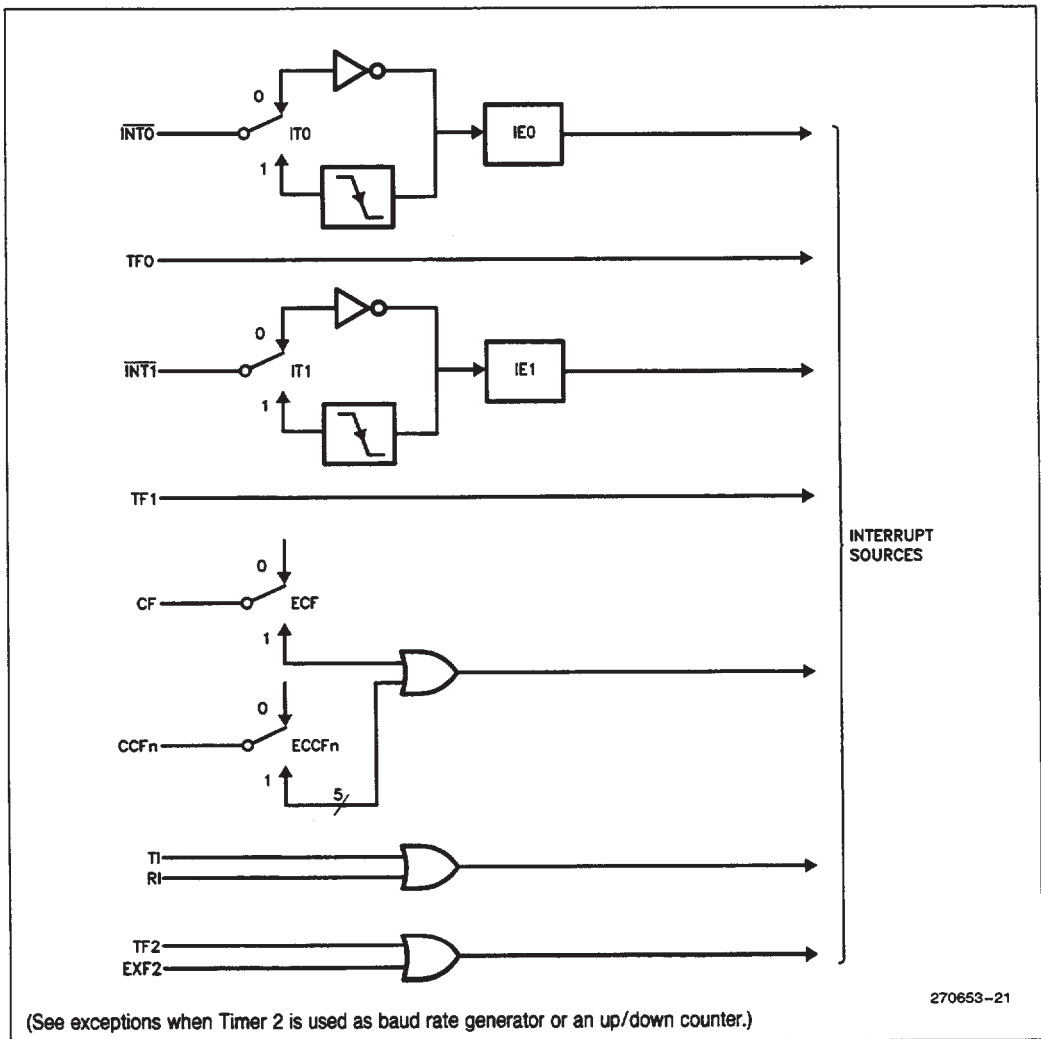 0
INT0
IT0
IE0
1
TF0
0
INT1
IT1
IE1
1
TF1
INTERRUPT
SOURCES
0
CF
ECF
1
0
CCFn
ECCFn
1
5
TI
RI
TF2
EXF2
270653-21
(See exceptions when Timer 2 is used as baud rate generator or an up/down counter.)